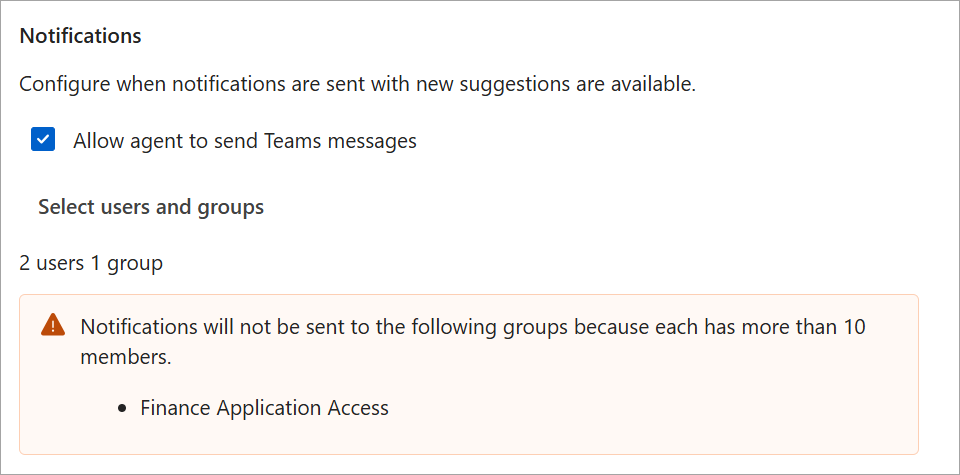 Notifications
Configure when notifications are sent with new suggestions are available.
Allow agent to send Teams messages
Select users and groups
2 users 1 group
Notifications will not be sent to the following groups because each has more than 10
members.
• Finance Application Access